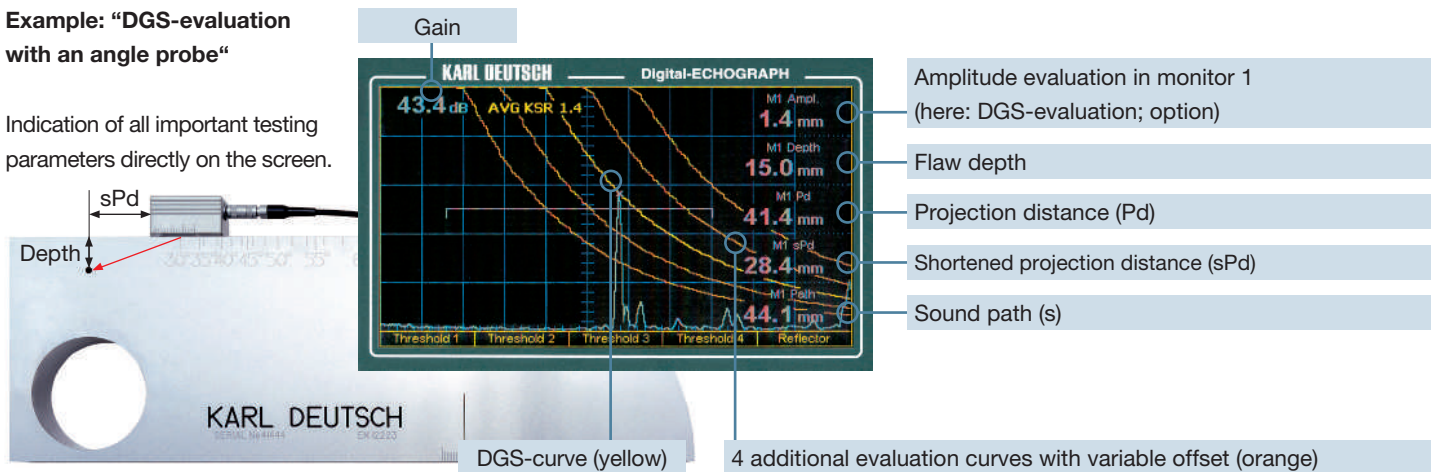 Example: “DGS-evaluation
with an angle probe“
Indication of all important testing
parameters directly on the screen.
Gain
KARL DEUTSCH Digital-ECHOGRAPH
43.4 dB AVG KSR 1.4
M1 Ampl.
1.4 mm
M1 Depth
15.0 mm
M1 Pd
41.4 mm
M1 sPd
28.4 mm
M1 Path
44.1 mm
Threshold 1 Threshold 2 Threshold 3 Threshold 4 Reflector
Amplitude evaluation in monitor 1
(here: DGS-evaluation; option)
Flaw depth
Projection distance (Pd)
Shortened projection distance (sPd)
Sound path (s)
sPd
Depth
KARL DEUTSCH
DGS-curve (yellow)
4 additional evaluation curves with variable offset (orange)